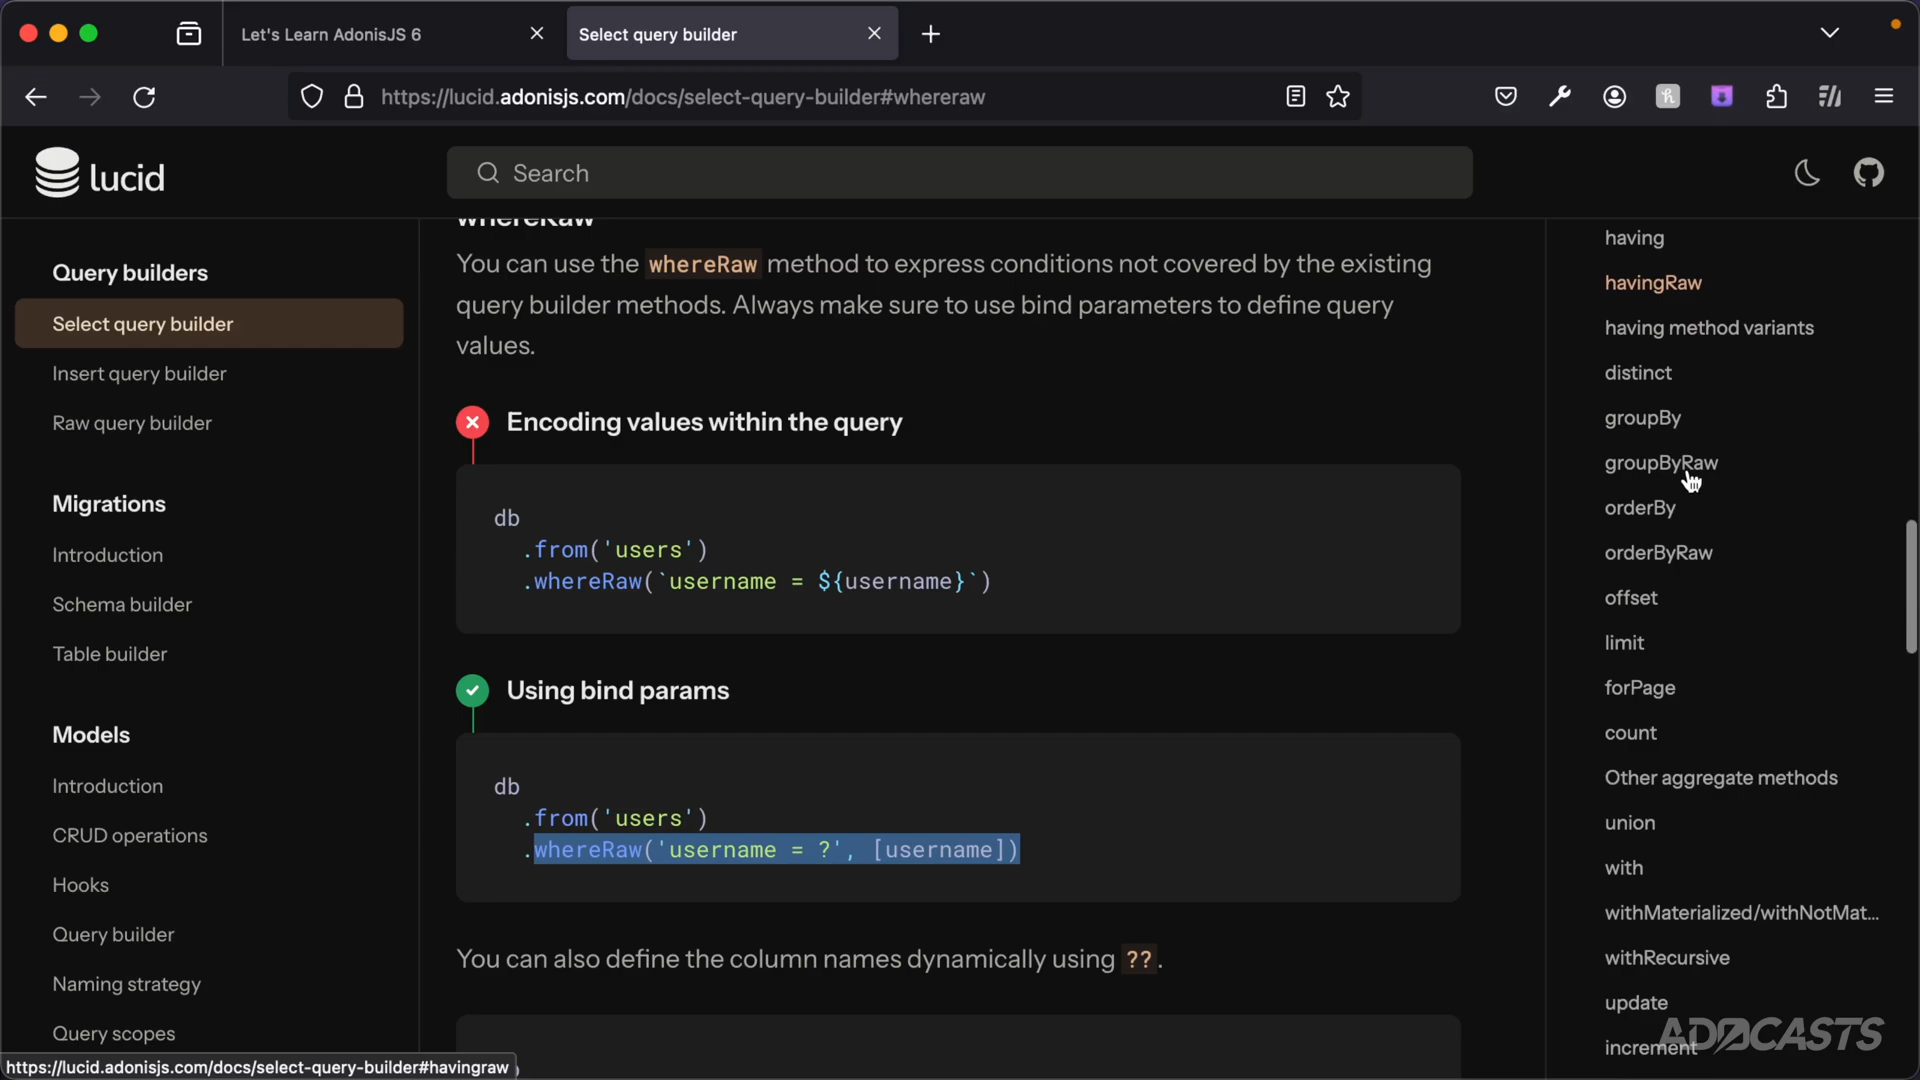 Let's Learn AdonisJS 6
Select query builder
https://lucid.adonisjs.com/docs/select-query-builder#whereraw
lucid
Search
Query builders
Select query builder
Insert query builder
Raw query builder
Migrations
Introduction
Schema builder
Table builder
Models
Introduction
CRUD operations
Hooks
Query builder
Naming strategy
Query scopes
whereRaw
You can use the whereRaw method to express conditions not covered by the existing
query builder methods. Always make sure to use bind parameters to define query
values.
Encoding values within the query
db
.from('users')
.whereRaw(`username = ${username}`)
Using bind params
db
.from('users')
.whereRaw('username = ?', [username])
You can also define the column names dynamically using ??.
having
havingRaw
having method variants
distinct
groupBy
groupByRaw
orderBy
orderByRaw
offset
limit
forPage
count
Other aggregate methods
union
with
withMaterialized/withNotMat...
withRecursive
update
increment
ADOCASTS
https://lucid.adonisjs.com/docs/select-query-builder#havingraw